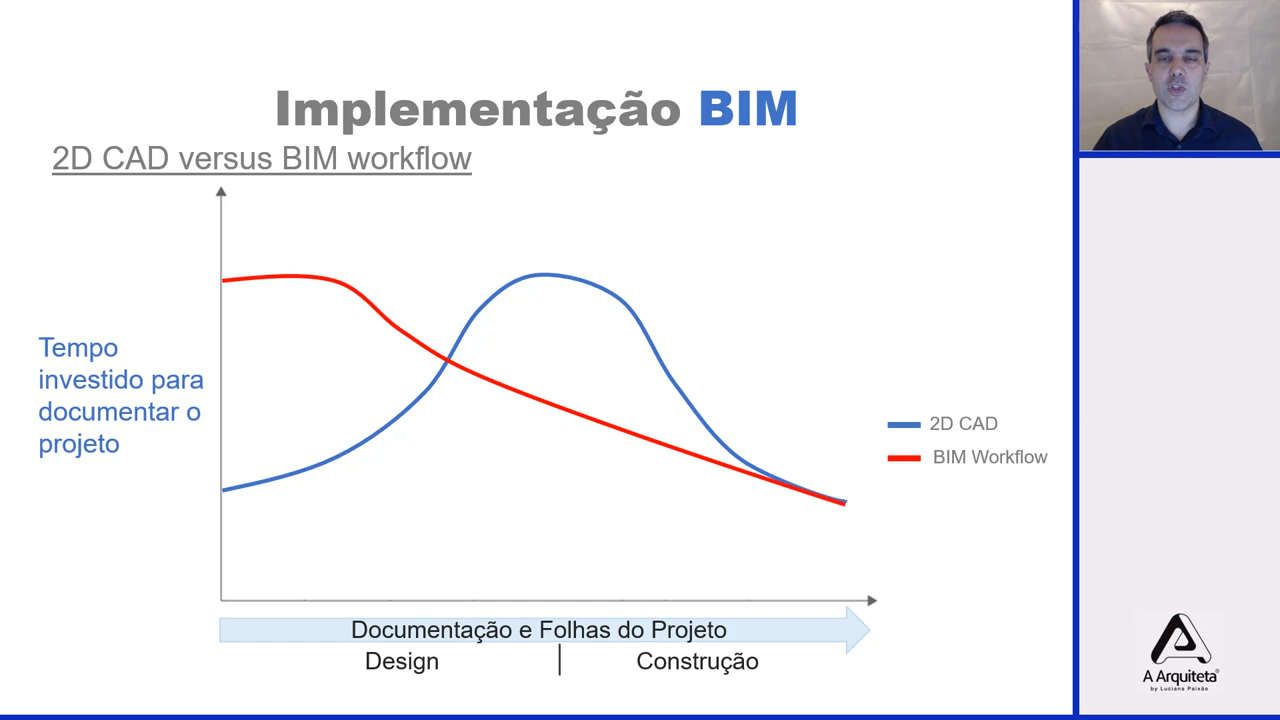 Implementação BIM
2D CAD versus BIM workflow
Tempo
investido para
documentar o
projeto
2D CAD
BIM Workflow
Documentação e Folhas do Projeto
Design
Construção
A Arquiteta®
by Luciana Paixão